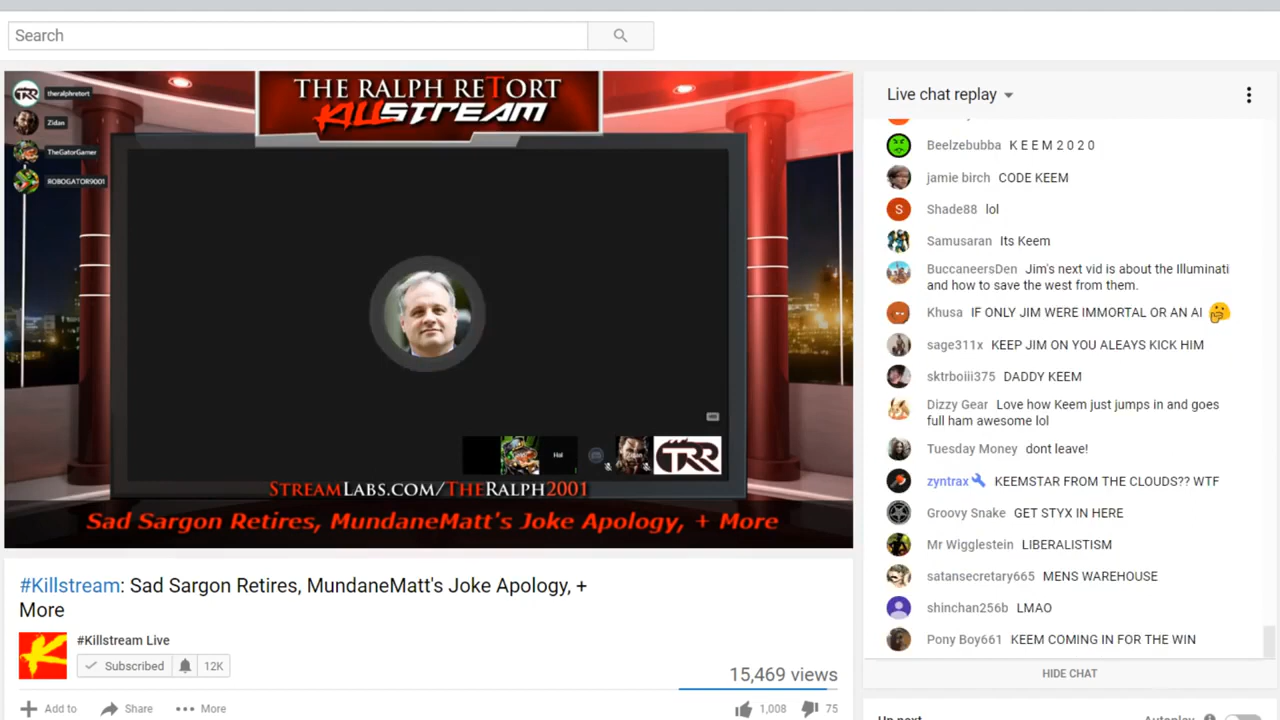 Search
THE RALPH RETORT
KILLSTREAM
theralphretort
Zidan
TheGatorGamer
ROBOGATOR9001
Hal
Zidan
TRR
STREAMLABS.COM/THERALPH2001
Sad Sargon Retires, MundaneMatt's Joke Apology, + More
#Killstream: Sad Sargon Retires, MundaneMatt's Joke Apology, +
More
#Killstream Live
Subscribed 12K
15,469 views
Add to Share More 1,008 75
Live chat replay
Beelzebubba K E E M 2 0 2 0
jamie birch CODE KEEM
S Shade88 lol
Samusaran Its Keem
BuccaneersDen Jim's next vid is about the Illuminati
and how to save the west from them.
Khusa IF ONLY JIM WERE IMMORTAL OR AN AI
sage311x KEEP JIM ON YOU ALEAYS KICK HIM
sktrboiii375 DADDY KEEM
Dizzy Gear Love how Keem just jumps in and goes
full ham awesome lol
Tuesday Money dont leave!
zyntrax KEEMSTAR FROM THE CLOUDS?? WTF
Groovy Snake GET STYX IN HERE
Mr Wigglestein LIBERALISTISM
satansecretary665 MENS WAREHOUSE
shinchan256b LMAO
Pony Boy661 KEEM COMING IN FOR THE WIN
HIDE CHAT
Up next Autoplay